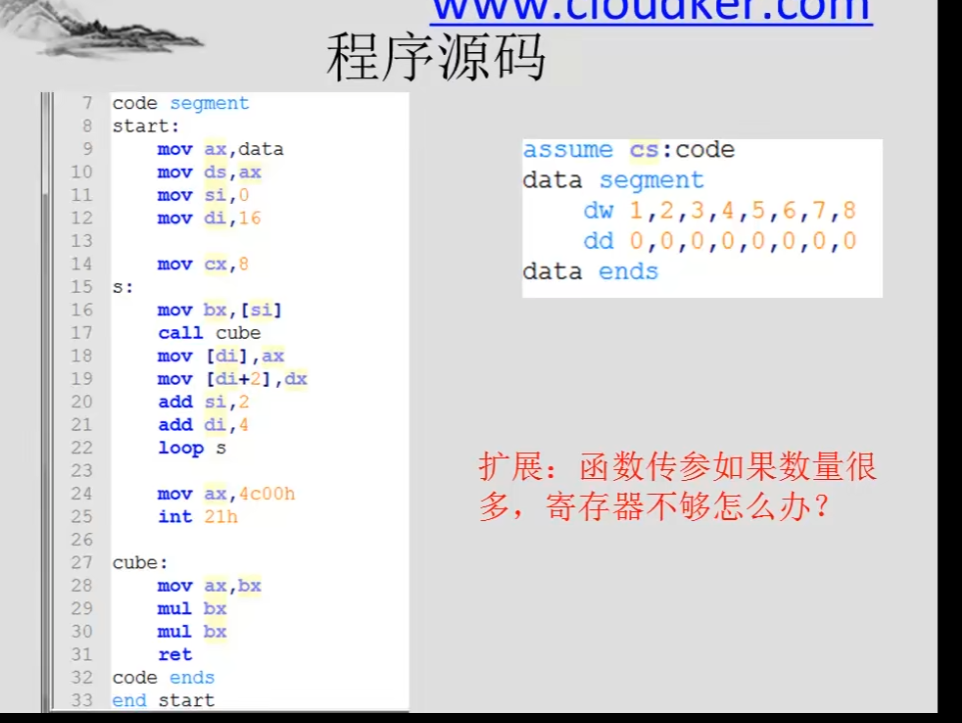 www.cloudker.com
程序源码
7 code segment
8 start:
9 mov ax,data
10 mov ds,ax
11 mov si,0
12 mov di,16
13
14 mov cx,8
15 s:
16 mov bx,[si]
17 call cube
18 mov [di],ax
19 mov [di+2],dx
20 add si,2
21 add di,4
22 loop s
23
24 mov ax,4c00h
25 int 21h
26
27 cube:
28 mov ax,bx
29 mul bx
30 mul bx
31 ret
32 code ends
33 end start
assume cs:code
data segment
dw 1,2,3,4,5,6,7,8
dd 0,0,0,0,0,0,0,0
data ends
扩展：函数传参如果数量很
多，寄存器不够怎么办？